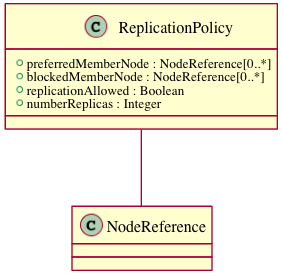 C ReplicationPolicy
preferredMemberNode : NodeReference[0..*]
blockedMemberNode : NodeReference[0..*]
replicationAllowed : Boolean
numberReplicas : Integer
C NodeReference